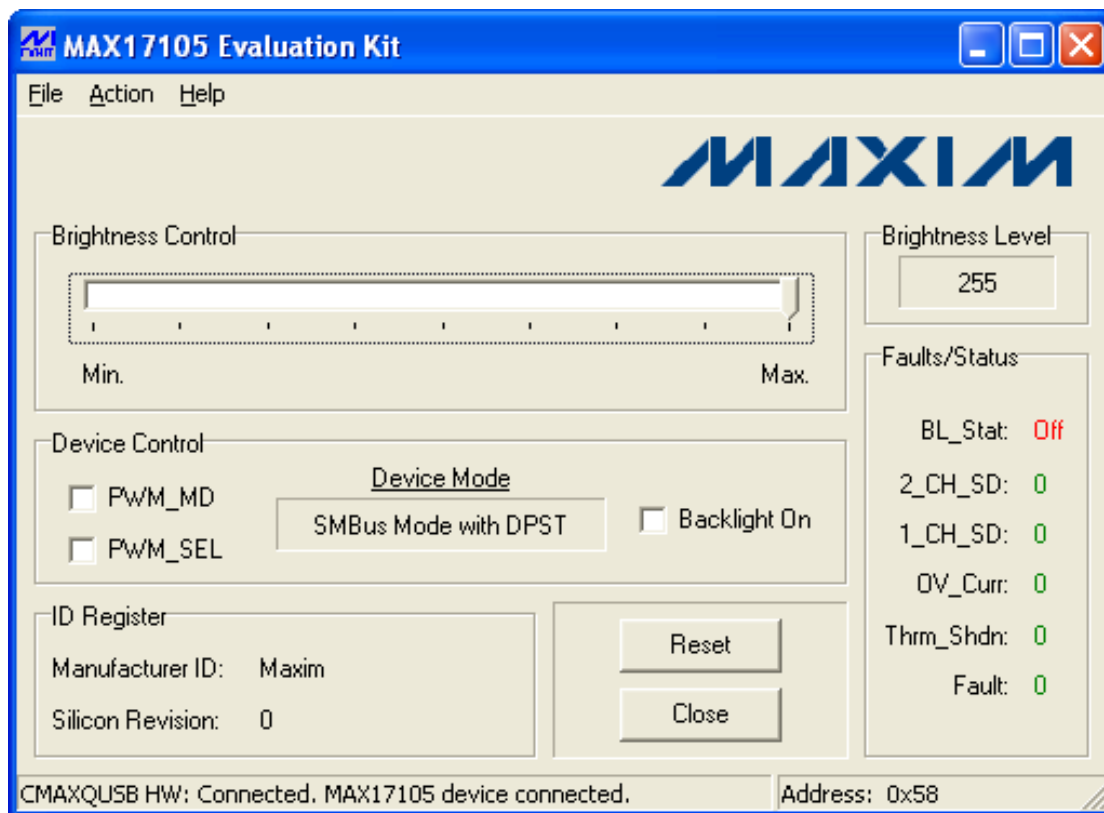 MAX17105 Evaluation Kit
File Action Help
MAXIM
Brightness Control
Min. Max.
Brightness Level
255
Device Control
PWM_MD
PWM_SEL
Device Mode
SMBus Mode with DPST
Backlight On
Faults/Status
BL_Stat: Off
2_CH_SD: 0
1_CH_SD: 0
OV_Curr: 0
Thrm_Shdn: 0
Fault: 0
ID Register
Manufacturer ID: Maxim
Silicon Revision: 0
Reset
Close
CMAXQUSB HW: Connected. MAX17105 device connected.
Address: 0x58